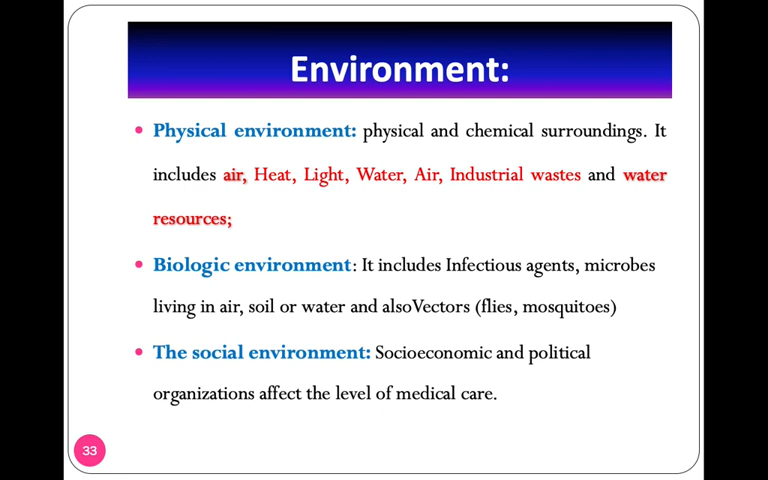 Environment:
• Physical environment: physical and chemical surroundings. It
includes air, Heat, Light, Water, Air, Industrial wastes and water
resources;
• Biologic environment: It includes Infectious agents, microbes
living in air, soil or water and alsoVectors (flies, mosquitoes)
• The social environment: Socioeconomic and political
organizations affect the level of medical care.
33